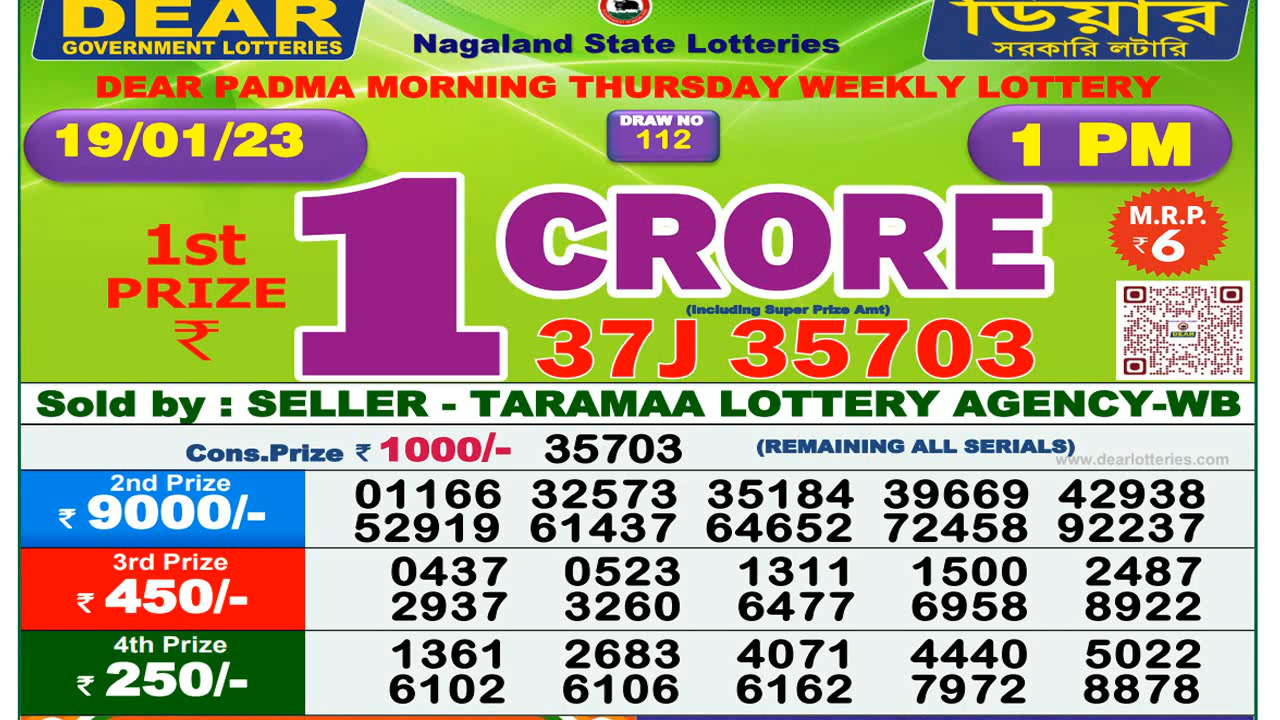 DEAR
GOVERNMENT LOTTERIES
Nagaland State Lotteries
ডিয়ার
সরকারি লটারি
DEAR PADMA MORNING THURSDAY WEEKLY LOTTERY
19/01/23
DRAW NO
112
1 PM
1st
PRIZE
₹
1 CRORE
(Including Super Prize Amt)
37J 35703
M.R.P.
₹ 6
DEAR
Sold by : SELLER - TARAMAA LOTTERY AGENCY-WB
Cons.Prize ₹ 1000/- 35703 (REMAINING ALL SERIALS)
www.dearlotteries.com
2nd Prize
₹ 9000/-
01166 32573 35184 39669 42938
52919 61437 64652 72458 92237
3rd Prize
₹ 450/-
0437 0523 1311 1500 2487
2937 3260 6477 6958 8922
4th Prize
₹ 250/-
1361 2683 4071 4440 5022
6102 6106 6162 7972 8878